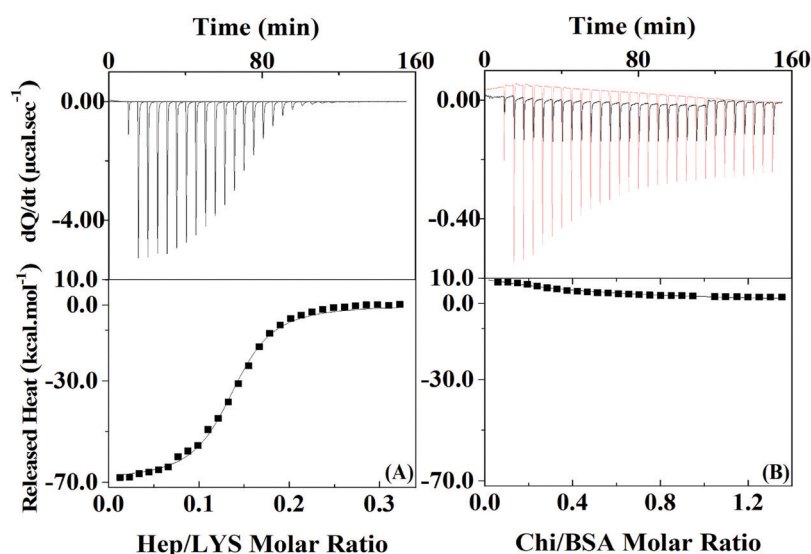 Time (min)
0 80 160
Time (min)
0 80 160
dQ/dt (μcal.sec⁻¹)
0.00
-4.00
0.00
-0.40
Released Heat (kcal.mol⁻¹)
10.0
0.0
-30.0
-70.0
(A)
10.0
0.0
-30.0
-70.0
(B)
0.0 0.1 0.2 0.3
0.0 0.4 0.8 1.2
Hep/LYS Molar Ratio
Chi/BSA Molar Ratio